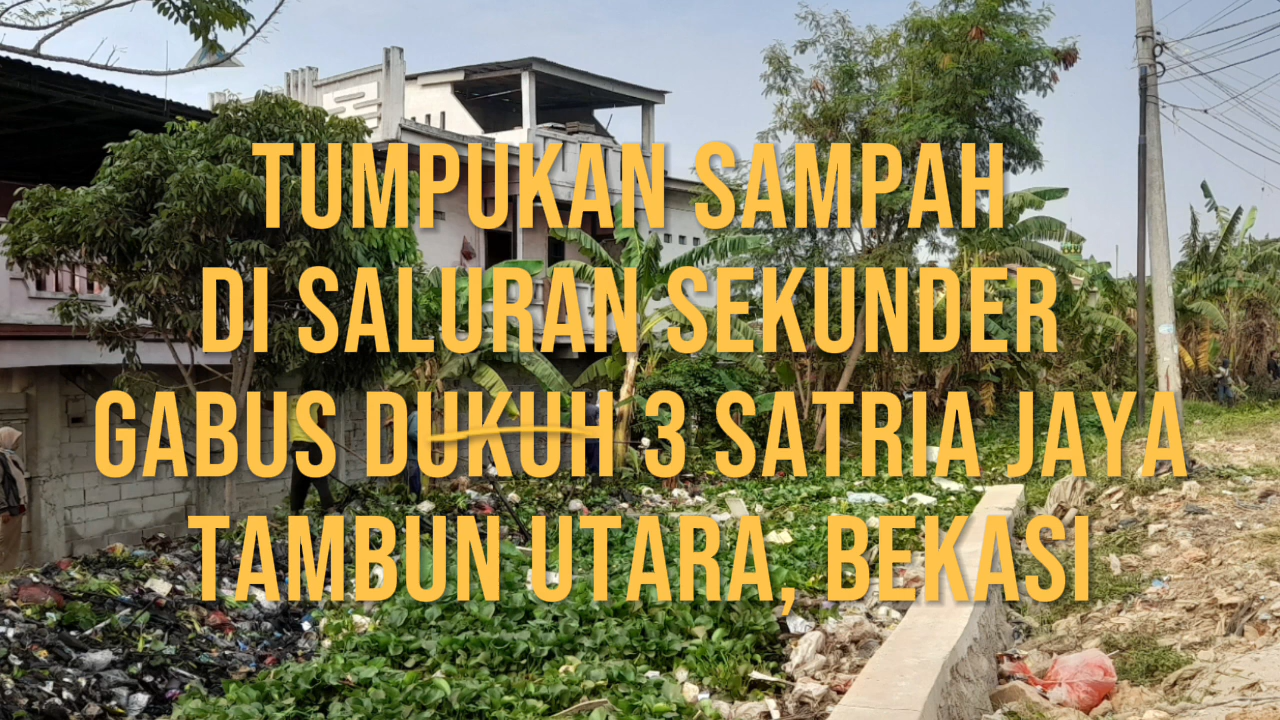 TUMPUKAN SAMPAH
DI SALURAN SEKUNDER
GABUS DUKUH 3 SATRIA JAYA
TAMBUN UTARA, BEKASI